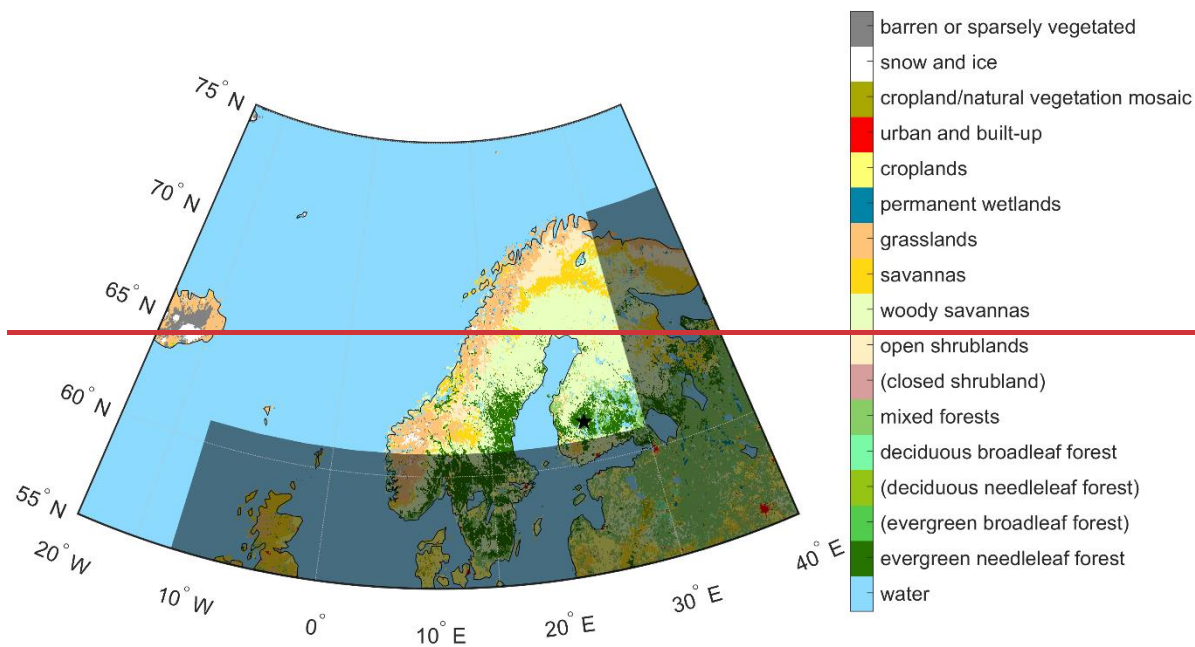 barren or sparsely vegetated
snow and ice
cropland/natural vegetation mosaic
urban and built-up
croplands
permanent wetlands
grasslands
savannas
woody savannas
open shrublands
(closed shrubland)
mixed forests
deciduous broadleaf forest
(deciduous needleleaf forest)
(evergreen broadleaf forest)
evergreen needleleaf forest
water
75° N
70° N
65° N
60° N
55° N
20° W
10° W
0°
10° E
20° E
30° E
40° E